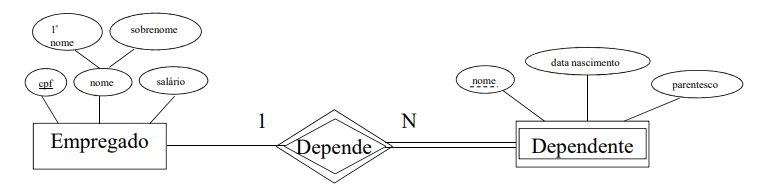 1º
nome
sobrenome
cpf
nome
salário
Empregado
1
Depende
N
nome
data nascimento
parentesco
Dependente